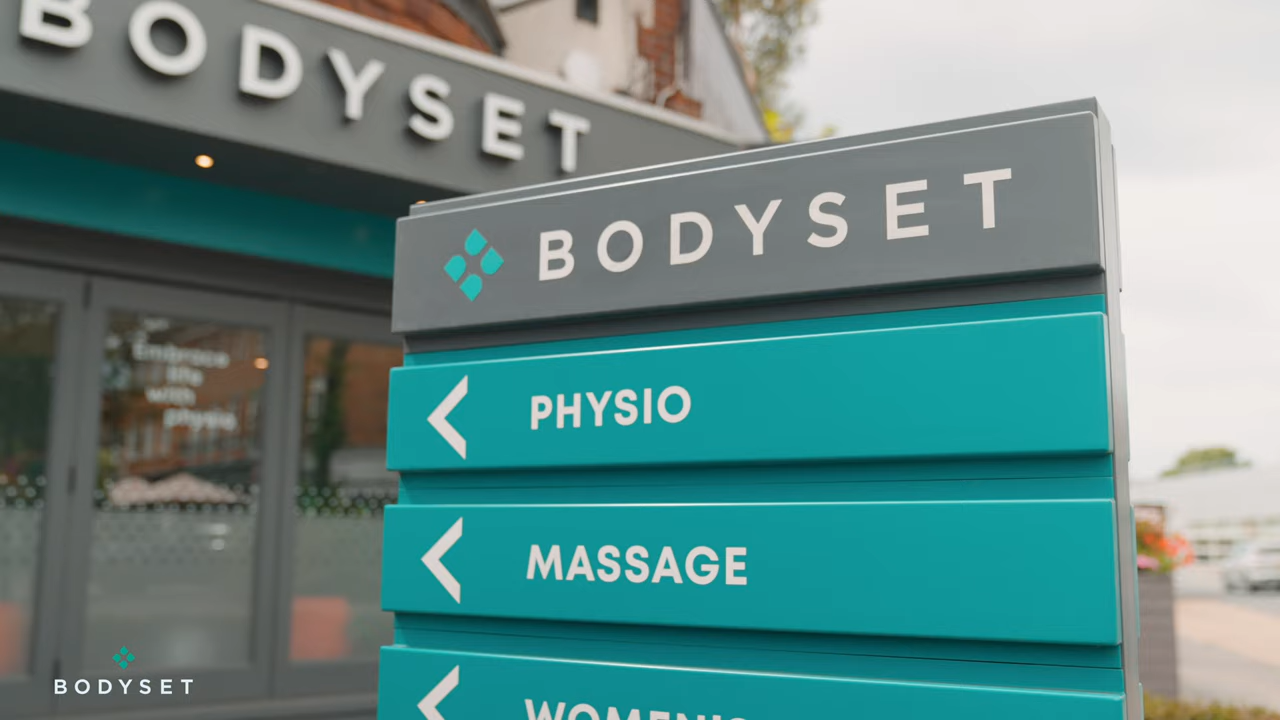 BODYSET
BODYSET
PHYSIO
MASSAGE
Embrace
life
with
physio
BODYSET